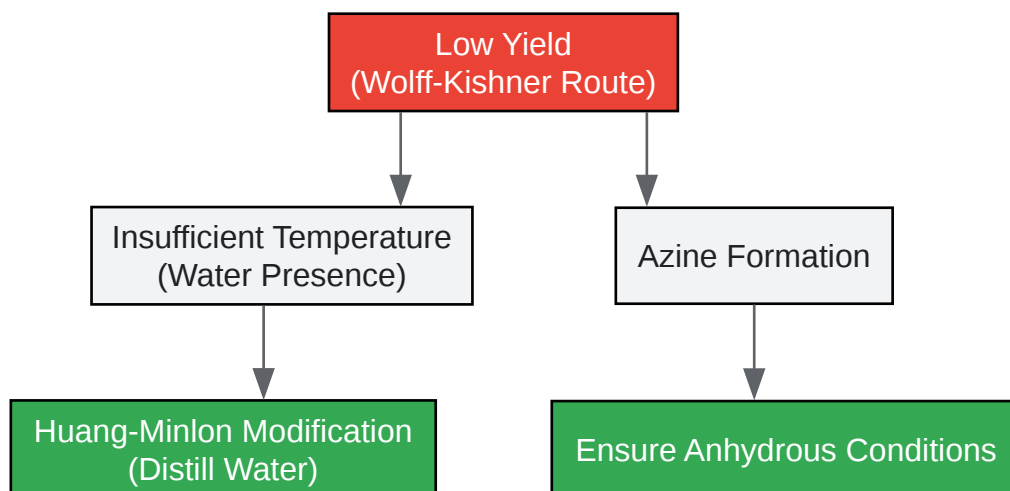 Low Yield
(Wolff-Kishner Route)
Insufficient Temperature
(Water Presence)
Azine Formation
Huang-Minlon Modification
(Distill Water)
Ensure Anhydrous Conditions